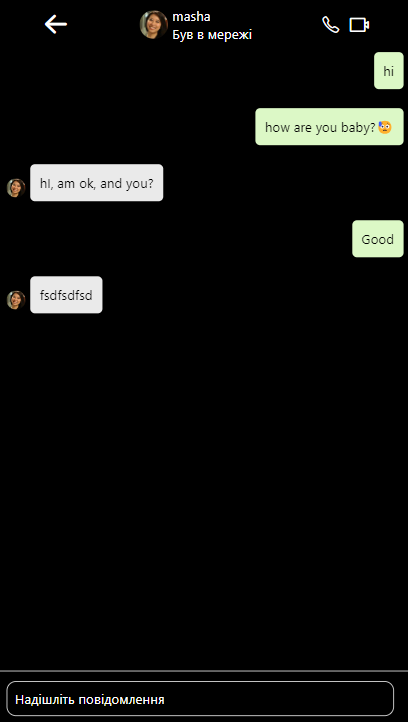 masha
Був в мережі
hi
how are you baby?😰
hI, am ok, and you?
Good
fsdfsdfsd
Надішліть повідомлення